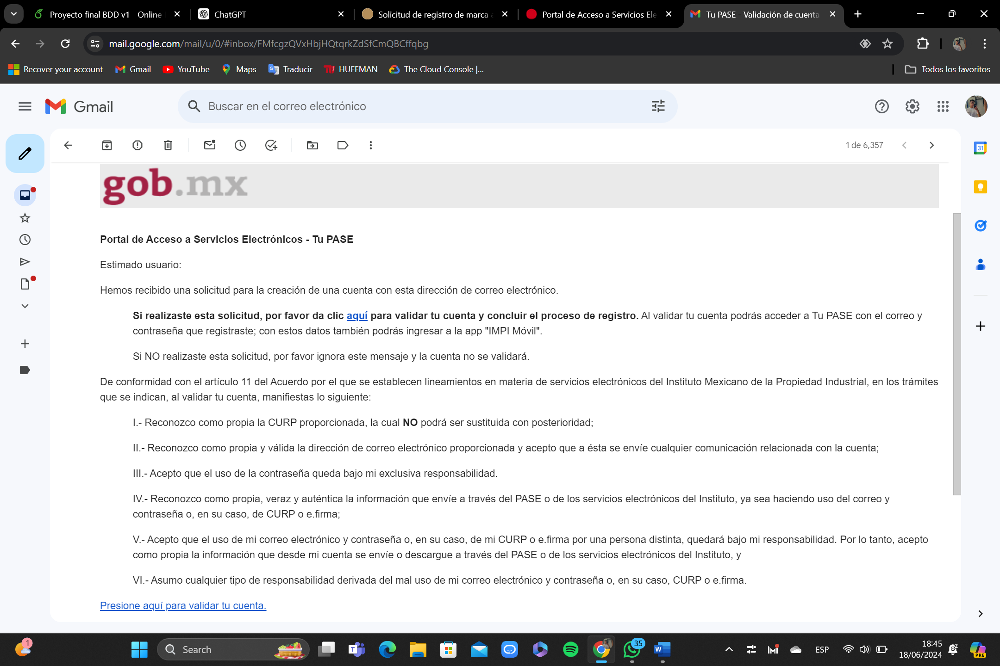 Proyecto final BDD v1 - Online
ChatGPT
Solicitud de registro de marca a
Portal de Acceso a Servicios Ele
Tu PASE - Validación de cuenta
mail.google.com/mail/u/0/#inbox/FMfcgzQVxHbjHQtqrkZdSfCmQBCffqbg
Recover your account
Gmail
YouTube
Maps
Traducir
HUFFMAN
The Cloud Console |...
Todos los favoritos
Gmail
Buscar en el correo electrónico
1 de 6,357
31
gob.mx
Portal de Acceso a Servicios Electrónicos - Tu PASE
Estimado usuario:
Hemos recibido una solicitud para la creación de una cuenta con esta dirección de correo electrónico.
Si realizaste esta solicitud, por favor da clic aquí para validar tu cuenta y concluir el proceso de registro. Al validar tu cuenta podrás acceder a Tu PASE con el correo y
contraseña que registraste; con estos datos también podrás ingresar a la app "IMPI Móvil".
Si NO realizaste esta solicitud, por favor ignora este mensaje y la cuenta no se validará.
De conformidad con el artículo 11 del Acuerdo por el que se establecen lineamientos en materia de servicios electrónicos del Instituto Mexicano de la Propiedad Industrial, en los trámites
que se indican, al validar tu cuenta, manifiestas lo siguiente:
I.- Reconozco como propia la CURP proporcionada, la cual NO podrá ser sustituida con posterioridad;
II.- Reconozco como propia y válida la dirección de correo electrónico proporcionada y acepto que a ésta se envíe cualquier comunicación relacionada con la cuenta;
III.- Acepto que el uso de la contraseña queda bajo mi exclusiva responsabilidad.
IV.- Reconozco como propia, veraz y auténtica la información que envíe a través del PASE o de los servicios electrónicos del Instituto, ya sea haciendo uso del correo y
contraseña o, en su caso, de CURP o e.firma;
V.- Acepto que el uso de mi correo electrónico y contraseña o, en su caso, de mi CURP o e.firma por una persona distinta, quedará bajo mi responsabilidad. Por lo tanto, acepto
como propia la información que desde mi cuenta se envíe o descargue a través del PASE o de los servicios electrónicos del Instituto, y
VI.- Asumo cualquier tipo de responsabilidad derivada del mal uso de mi correo electrónico y contraseña o, en su caso, CURP o e.firma.
Presione aquí para validar tu cuenta.
1
Search
35
ESP
18:45
18/06/2024
PRE